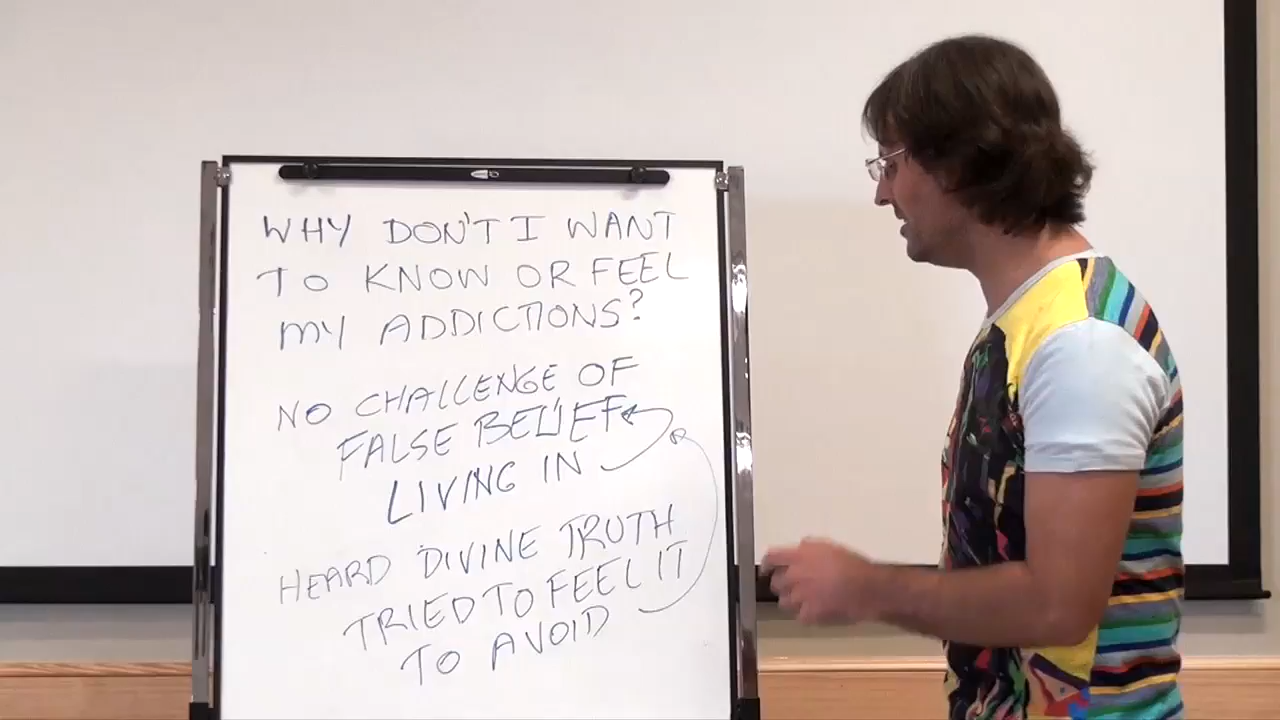 WHY DON'T I WANT
TO KNOW OR FEEL
MY ADDICTIONS?
NO CHALLENGE OF
FALSE BELIEF
LIVING IN
HEARD DIVINE TRUTH
TRIED TO FEEL IT
TO AVOID